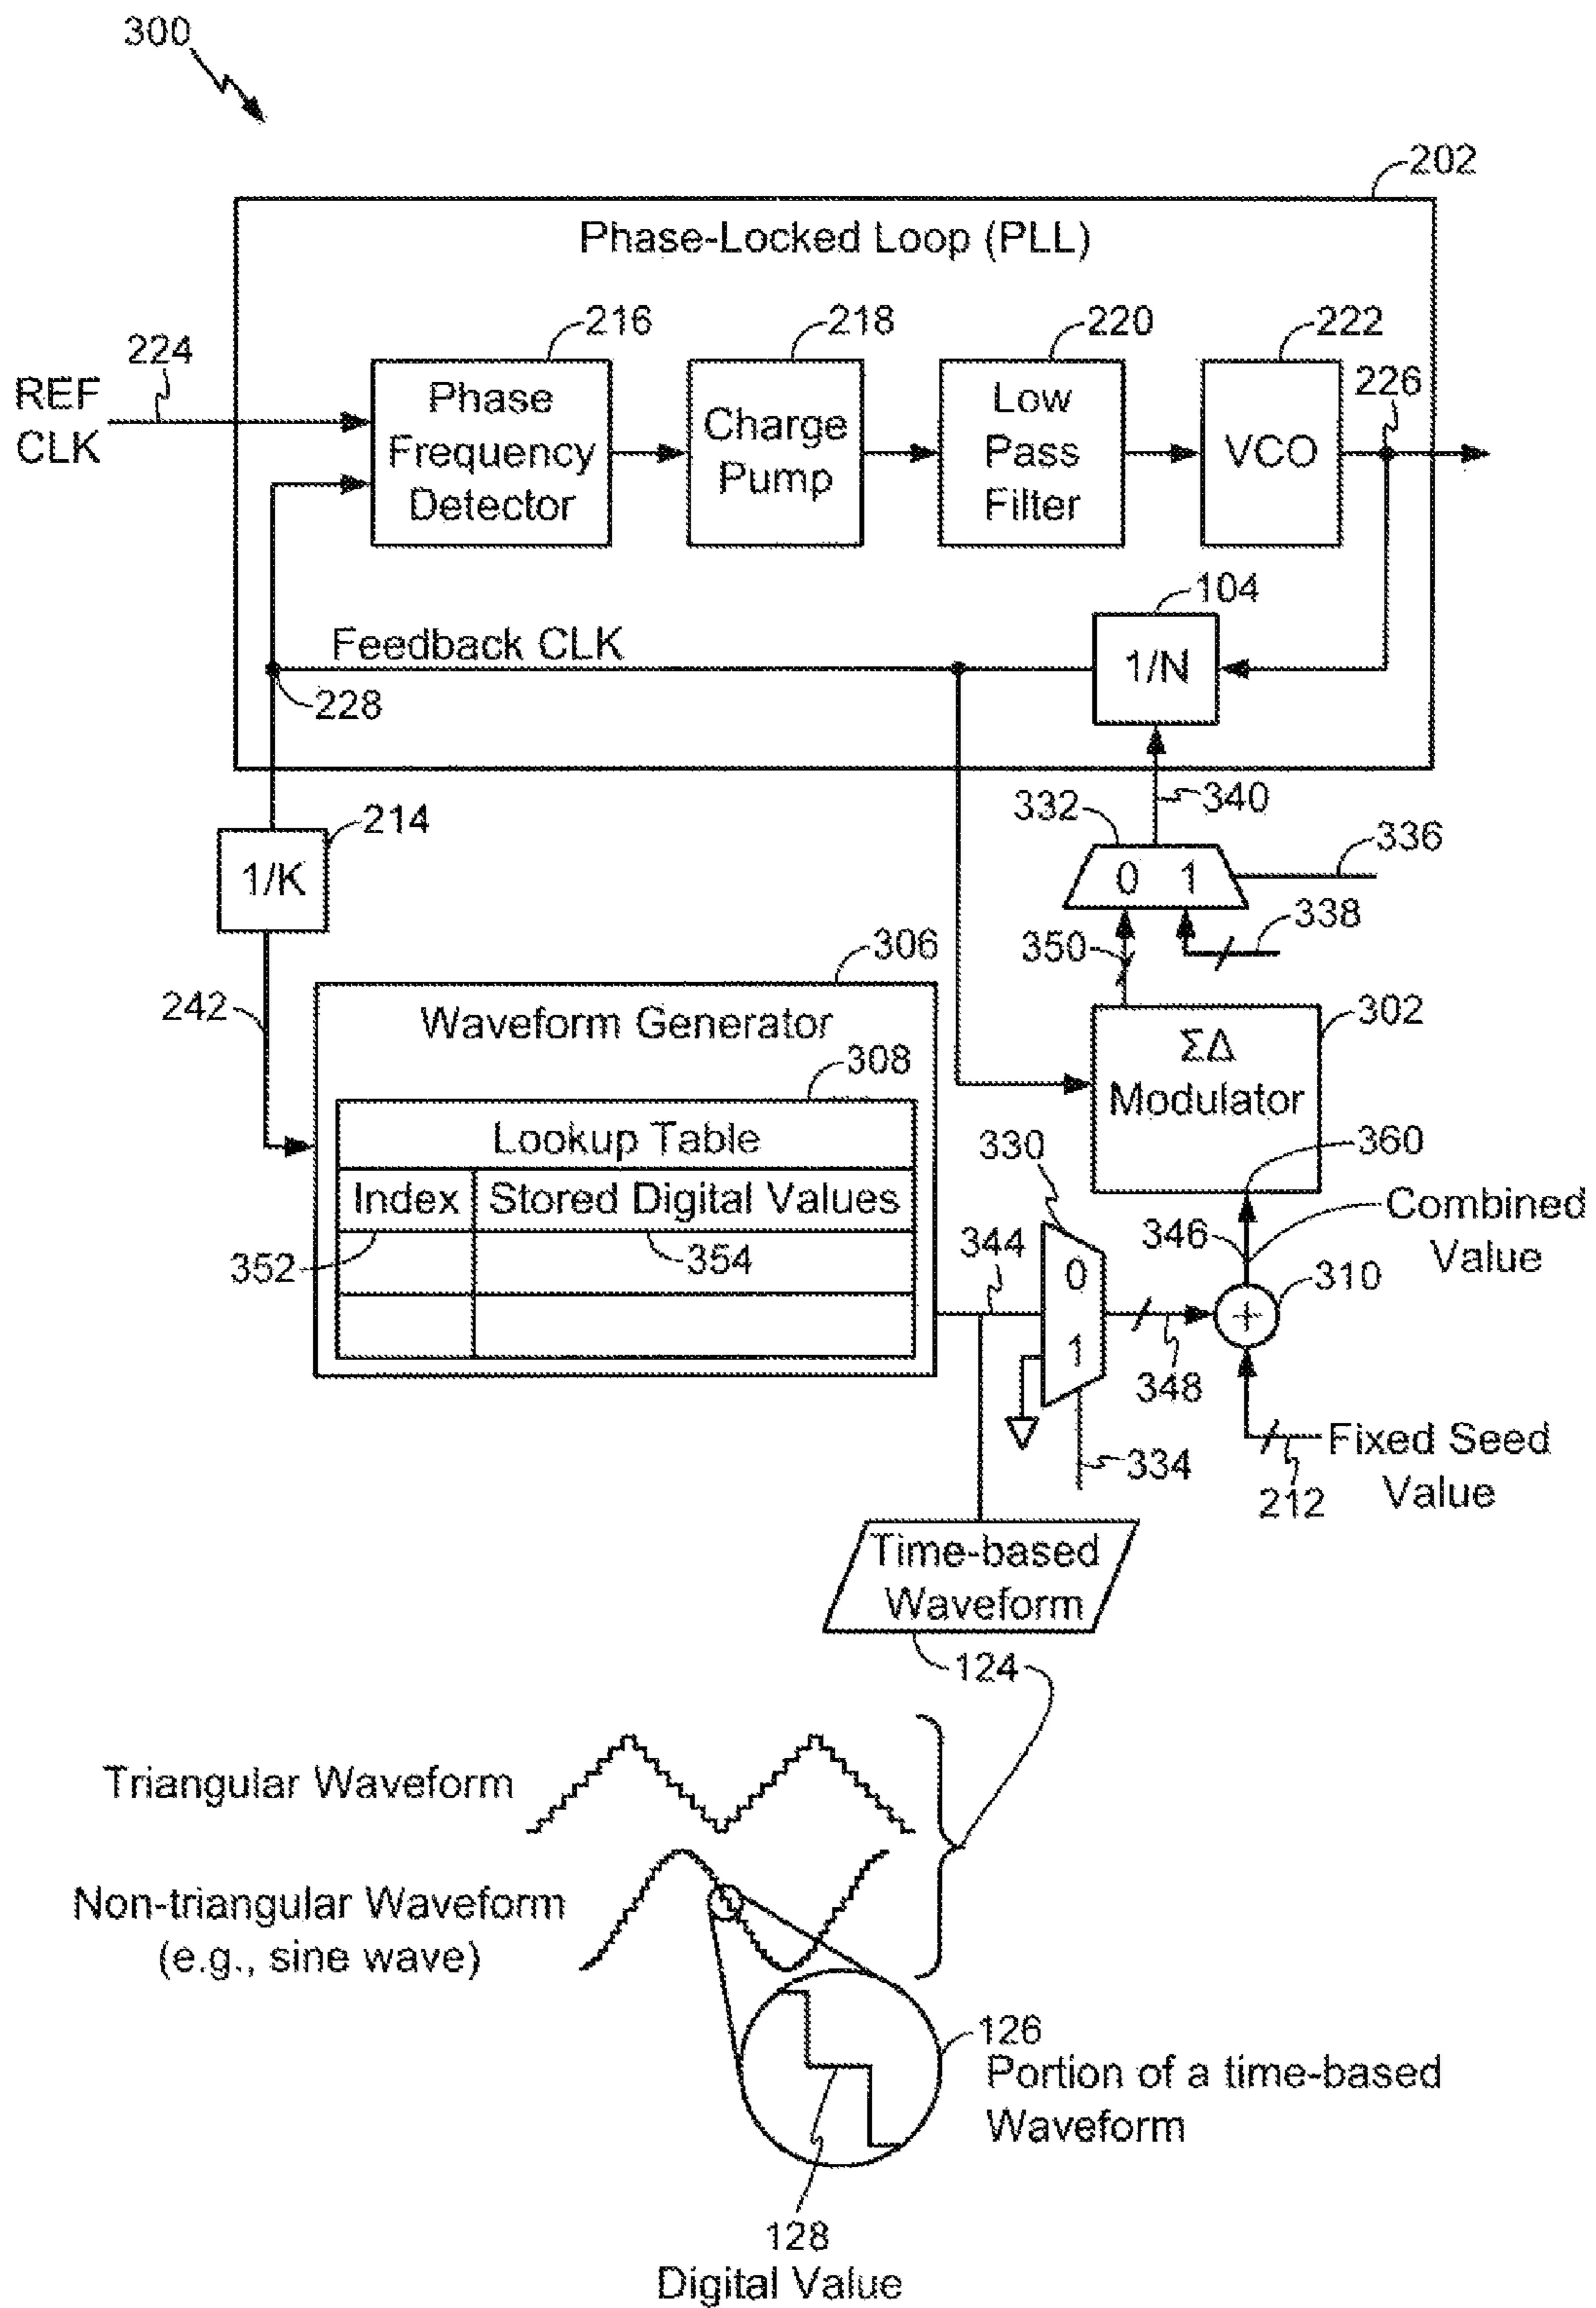 300
202
Phase-Locked Loop (PLL)
216
218
220
222
224
226
REF
CLK
Phase
Frequency
Detector
Charge
Pump
Low
Pass
Filter
VCO
104
Feedback CLK
1/N
228
214
332
340
336
1/K
0 1
338
350
306
242
Waveform Generator
302
ΣΔ
Modulator
308
Lookup Table
330
360
Index
Stored Digital Values
344
346
Combined
Value
352
354
0
310
1
348
334
Fixed Seed
Value
212
Time-based
Waveform
124
Triangular Waveform
Non-triangular Waveform
(e.g., sine wave)
126
Portion of a time-based
Waveform
128
Digital Value
+